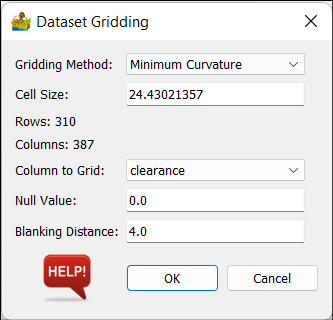 Dataset Gridding
Gridding Method: Minimum Curvature
Cell Size: 24.43021357
Rows: 310
Columns: 387
Column to Grid: clearance
Null Value: 0.0
Blanking Distance: 4.0
HELP!
OK Cancel